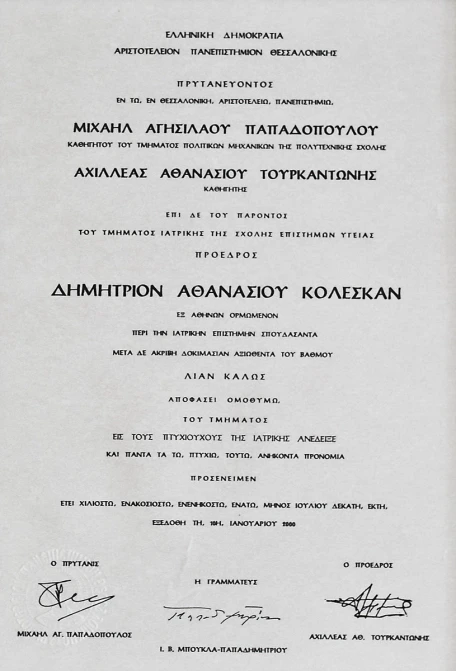 ΕΛΛΗΝΙΚΗ ΔΗΜΟΚΡΑΤΙΑ
ΑΡΙΣΤΟΤΕΛΕΙΟΝ ΠΑΝΕΠΙΣΤΗΜΙΟΝ ΘΕΣΣΑΛΟΝΙΚΗΣ
ΠΡΥΤΑΝΕΥΟΝΤΟΣ
ΕΝ ΤΩ, ΕΝ ΘΕΣΣΑΛΟΝΙΚΗ, ΑΡΙΣΤΟΤΕΛΕΙΩ, ΠΑΝΕΠΙΣΤΗΜΙΩ,
ΜΙΧΑΗΛ ΑΓΗΣΙΛΑΟΥ ΠΑΠΑΔΟΠΟΥΛΟΥ
ΚΑΘΗΓΗΤΟΥ ΤΟΥ ΤΜΗΜΑΤΟΣ ΠΟΛΙΤΙΚΩΝ ΜΗΧΑΝΙΚΩΝ ΤΗΣ ΠΟΛΥΤΕΧΝΙΚΗΣ ΣΧΟΛΗΣ
ΑΧΙΛΛΕΑΣ ΑΘΑΝΑΣΙΟΥ ΤΟΥΡΚΑΝΤΩΝΗΣ
ΚΑΘΗΓΗΤΗΣ
ΕΠΙ ΔΕ ΤΟΥ ΠΑΡΟΝΤΟΣ
ΤΟΥ ΤΜΗΜΑΤΟΣ ΙΑΤΡΙΚΗΣ ΤΗΣ ΣΧΟΛΗΣ ΕΠΙΣΤΗΜΩΝ ΥΓΕΙΑΣ
ΠΡΟΕΔΡΟΣ
ΔΗΜΗΤΡΙΟΝ ΑΘΑΝΑΣΙΟΥ ΚΟΛΕΣΚΑΝ
ΕΞ ΑΘΗΝΩΝ ΟΡΜΩΜΕΝΟΝ
ΠΕΡΙ ΤΗΝ ΙΑΤΡΙΚΗΝ ΕΠΙΣΤΗΜΗΝ ΣΠΟΥΔΑΣΑΝΤΑ
ΜΕΤΑ ΔΕ ΑΚΡΙΒΗ ΔΟΚΙΜΑΣΙΑΝ ΑΞΙΩΘΕΝΤΑ ΤΟΥ ΒΑΘΜΟΥ
ΛΙΑΝ ΚΑΛΩΣ
ΑΠΟΦΑΣΕΙ ΟΜΟΘΥΜΩ,
ΤΟΥ ΤΜΗΜΑΤΟΣ
ΕΙΣ ΤΟΥΣ ΠΤΥΧΙΟΥΧΟΥΣ ΤΗΣ ΙΑΤΡΙΚΗΣ ΑΝΕΔΕΙΞΕ
ΚΑΙ ΠΑΝΤΑ ΤΑ ΤΩ, ΠΤΥΧΙΩ, ΤΟΥΤΩ, ΑΝΗΚΟΝΤΑ ΠΡΟΝΟΜΙΑ
ΠΡΟΣΕΝΕΙΜΕΝ
ΕΤΕΙ ΧΙΛΙΟΣΤΩ, ΕΝΑΚΟΣΙΟΣΤΩ, ΕΝΕΝΗΚΟΣΤΩ, ΕΝΑΤΩ, ΜΗΝΟΣ ΙΟΥΛΙΟΥ ΔΕΚΑΤΗ, ΕΚΤΗ,
ΕΞΕΔΟΘΗ ΤΗ, 10Η, ΙΑΝΟΥΑΡΙΟΥ 2000
Ο ΠΡΥΤΑΝΙΣ
Ο ΠΡΟΕΔΡΟΣ
Η ΓΡΑΜΜΑΤΕΥΣ
ΜΙΧΑΗΛ ΑΓ. ΠΑΠΑΔΟΠΟΥΛΟΣ
ΑΧΙΛΛΕΑΣ ΑΘ. ΤΟΥΡΚΑΝΤΩΝΗΣ
Ι. Β. ΜΠΟΥΚΛΑ-ΠΑΠΑΔΗΜΗΤΡΙΟΥ